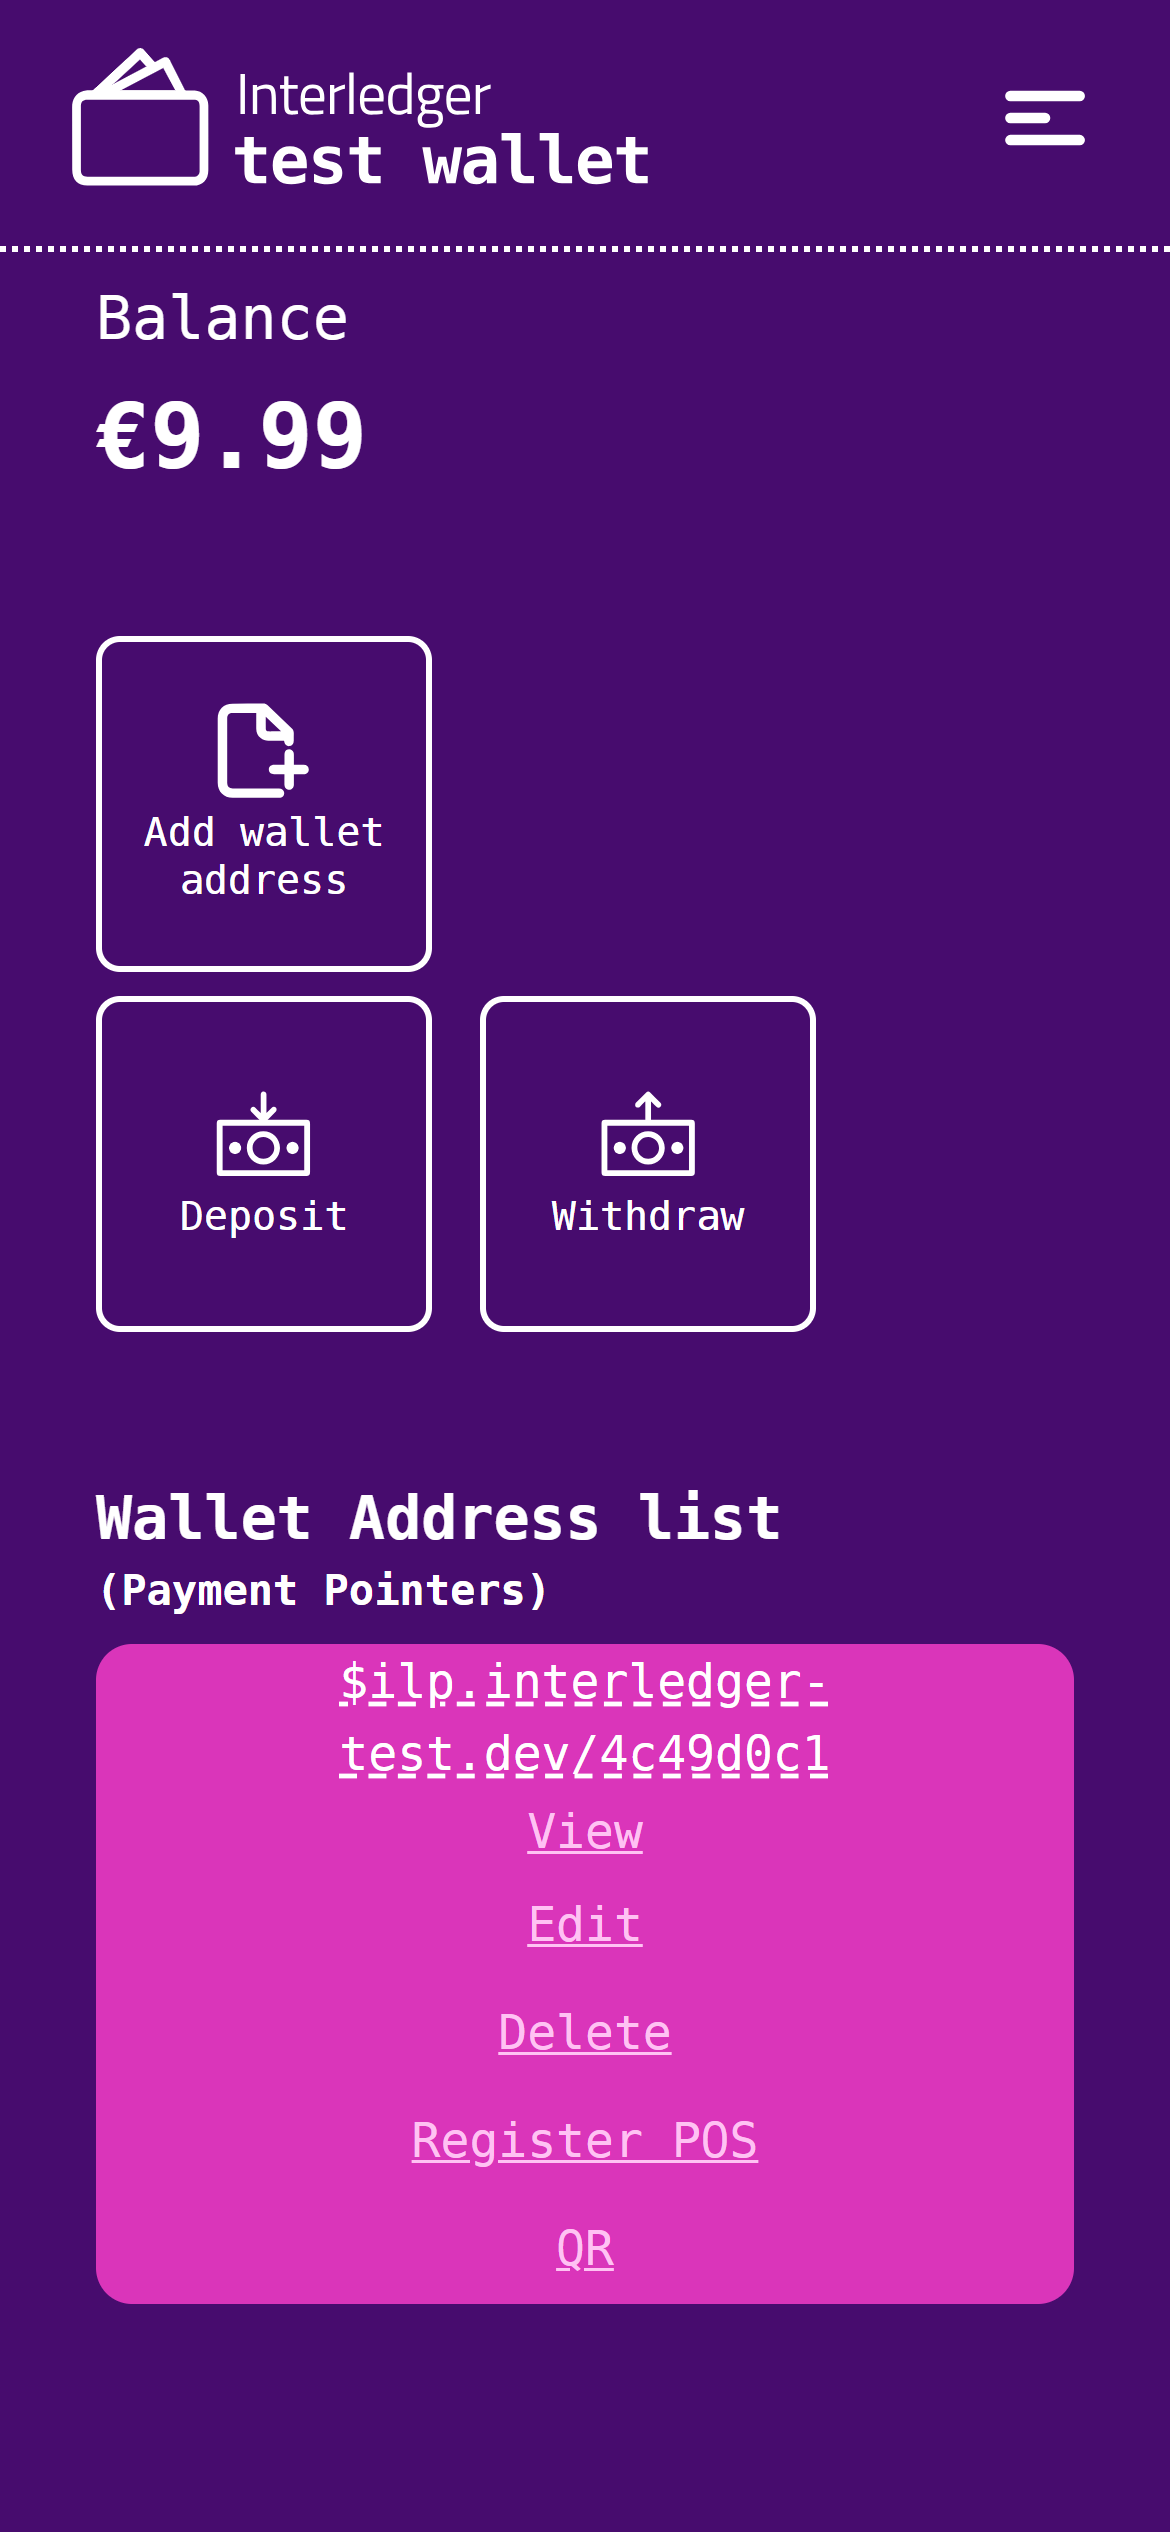 Interledger
test wallet
Balance
€9.99
Add wallet
address
Deposit
Withdraw
Wallet Address list
(Payment Pointers)
$ilp.interledger-
test.dev/4c49d0c1
View
Edit
Delete
Register POS
QR